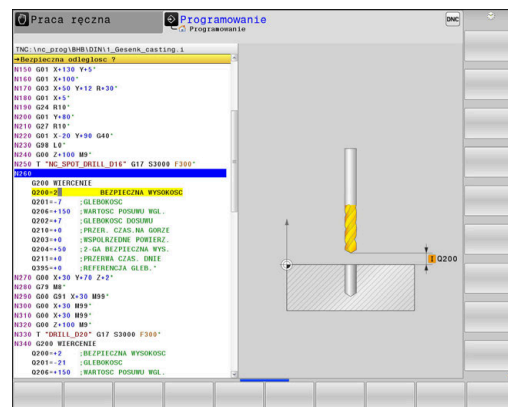 Praca ręczna
Programowanie
Programowanie
DNC
TNC:\nc_prog\BHB\DIN\1_Gesenk_casting.i
→Bezpieczna odleglosc ?
N150 G01 X+130 Y+5*
N160 G01 X+100*
N170 G03 X+50 Y+12 R+30*
N180 G01 X+5*
N190 G24 R10*
N200 G01 Y+80*
N210 G27 R10*
N220 G01 X-20 Y+90 G40*
N230 G98 L0*
N240 G00 Z+100 M9*
N250 T "NC_SPOT_DRILL_D16" G17 S3000 F300*
N260
G200 WIERCENIE
Q200=2 BEZPIECZNA WYSOKOSC
Q201=-7 ;GLEBOKOSC
Q206=+150 ;WARTOSC POSUWU WGL.
Q202=+7 ;GLEBOKOSC DOSUWU
Q210=+0 ;PRZER. CZAS.NA GORZE
Q203=+0 ;WSPOLRZEDNE POWIERZ.
Q204=+50 ;2-GA BEZPIECZNA WYS.
Q211=+0 ;PRZERWA CZAS. DNIE
Q395=+0 ;REFERENCJA GLEB.*
N270 G00 X+30 Y+70 Z+2*
N280 G79 M8*
N290 G00 G91 X+30 M99*
N300 G00 X+30 M99*
N310 G00 X+30 M99*
N320 G00 Z+100 M9*
N330 T "DRILL_D20" G17 S3000 F300*
N340 G200 WIERCENIE
Q200=+2 ;BEZPIECZNA WYSOKOSC
Q201=-21 ;GLEBOKOSC
Q206=+150 ;WARTOSC POSUWU WGL.
Q200